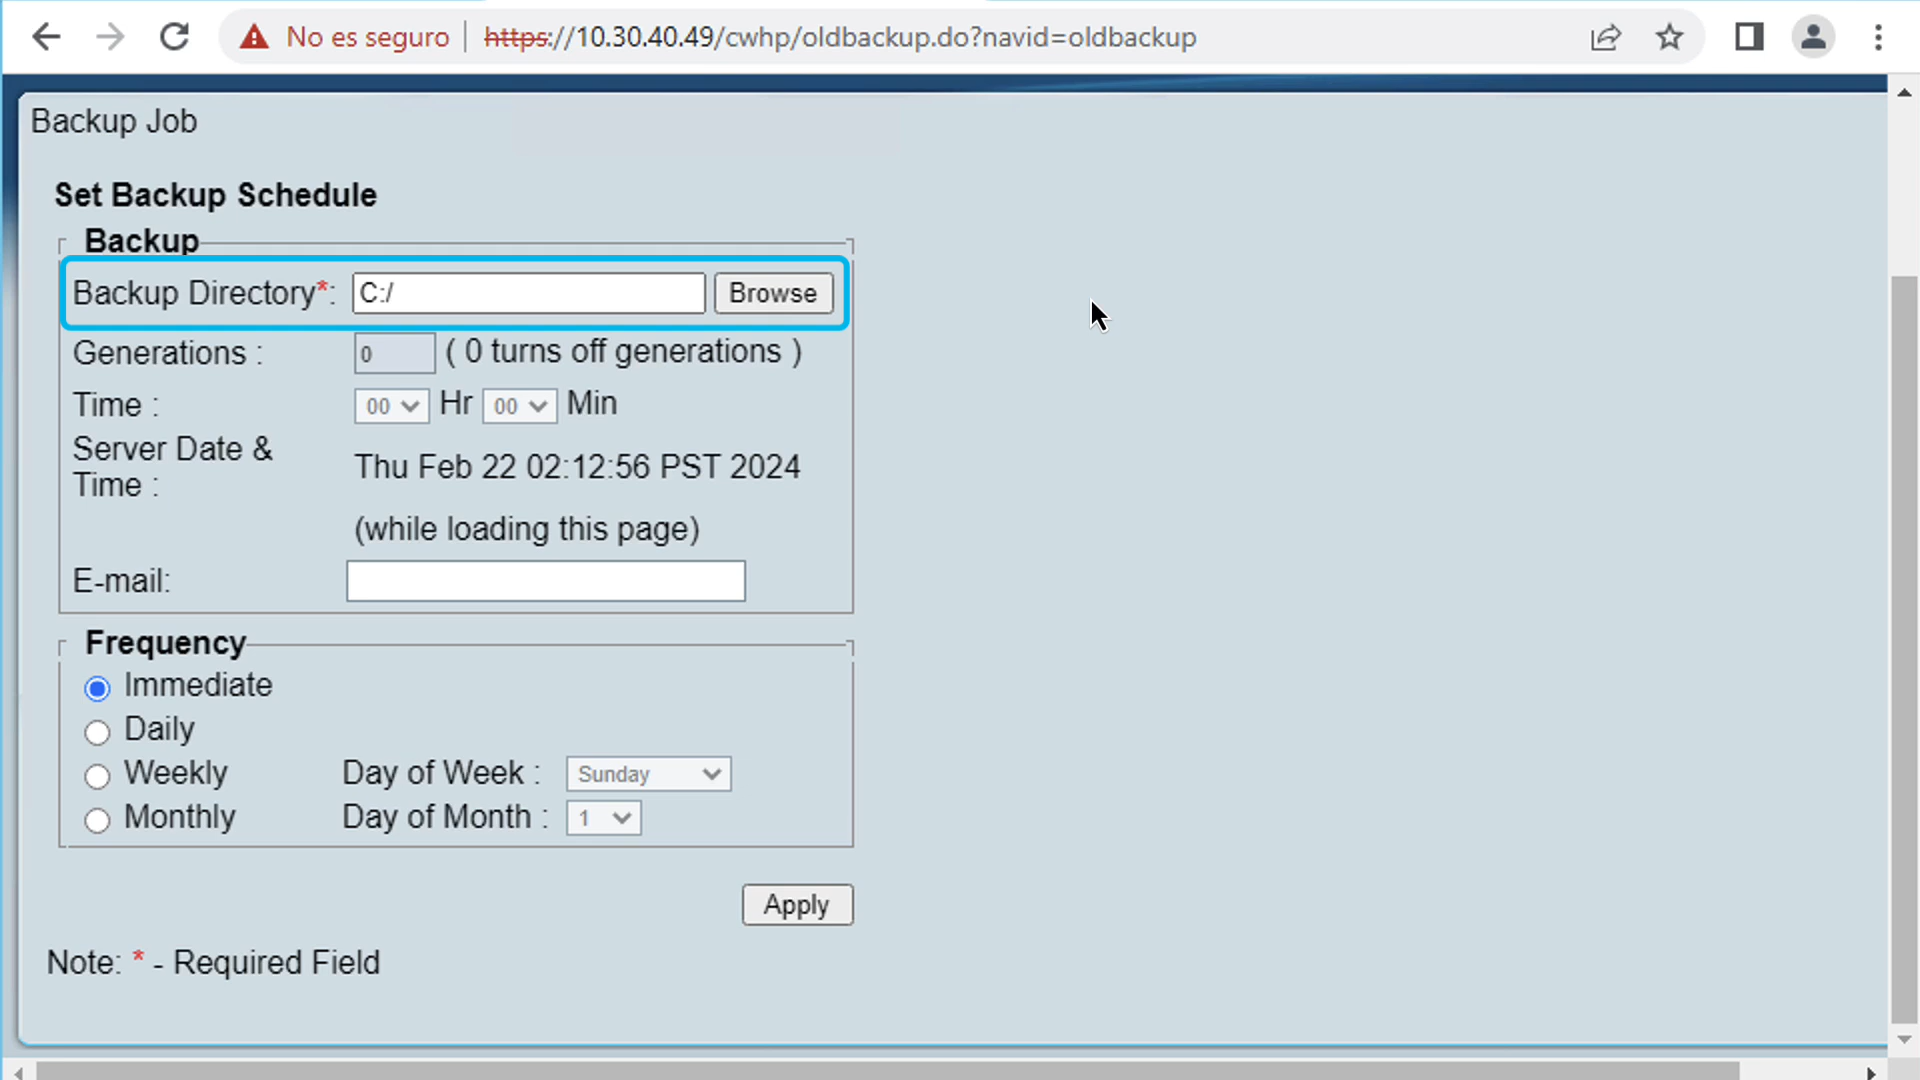 No es seguro | https://10.30.40.49/cwhp/oldbackup.do?navid=oldbackup
Backup Job
Set Backup Schedule
Backup
Backup Directory*: C:/ Browse
Generations : 0 ( 0 turns off generations )
Time : 00 Hr 00 Min
Server Date &
Time : Thu Feb 22 02:12:56 PST 2024
(while loading this page)
E-mail:
Frequency
Immediate
Daily
Weekly Day of Week : Sunday
Monthly Day of Month : 1
Apply
Note: * - Required Field